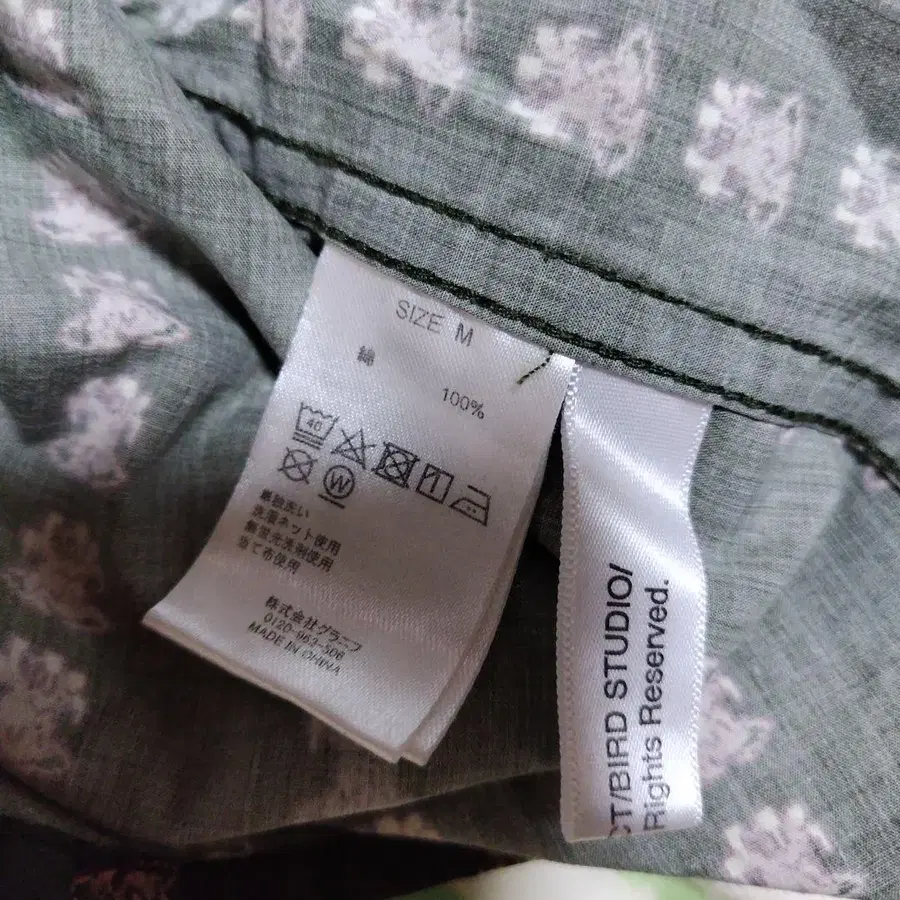 SIZE M
綿
100%
40
W
単独洗い
洗濯ネット使用
無蛍光洗剤使用
当て布使用
株式会社グラニフ
0120-963-506
MADE IN CHINA
CT/BIRD STUDIO/
Rights Reserved.